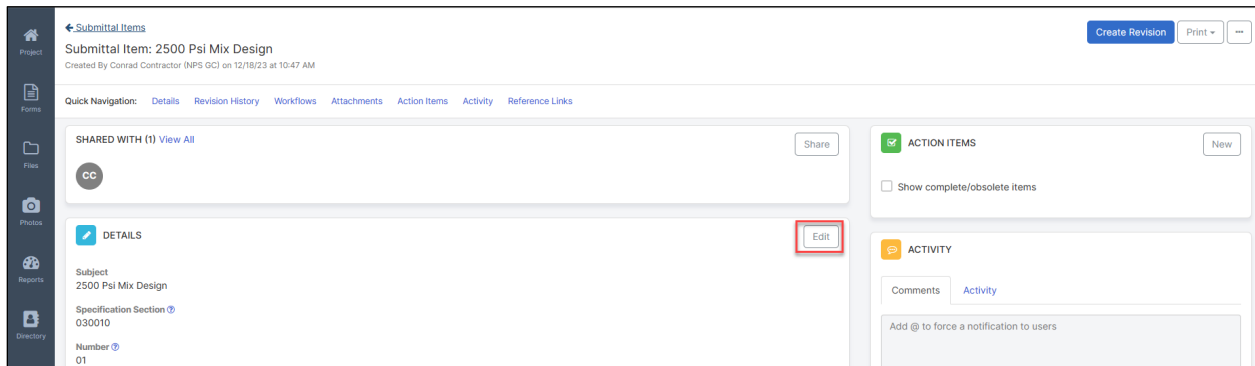 Project
Forms
Files
Photos
Reports
Directory
Submittal Items
Submittal Item: 2500 Psi Mix Design
Created By Conrad Contractor (NPS GC) on 12/18/23 at 10:47 AM
Create Revision
Print
Quick Navigation: Details Revision History Workflows Attachments Action Items Activity Reference Links
SHARED WITH (1) View All
Share
CC
DETAILS
Edit
Subject
2500 Psi Mix Design
Specification Section
030010
Number
01
ACTION ITEMS
New
Show complete/obsolete items
ACTIVITY
Comments Activity
Add @ to force a notification to users